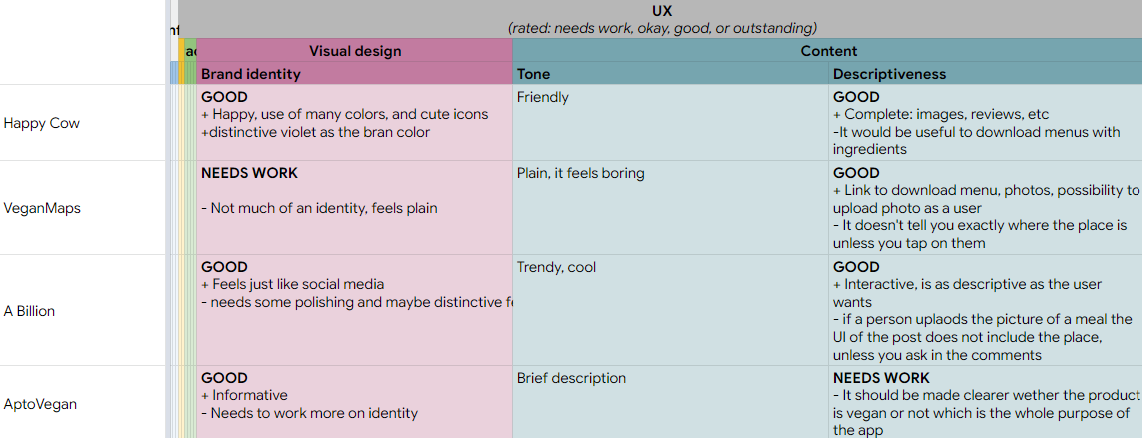 UX
(rated: needs work, okay, good, or outstanding)
Visual design
Content
Brand identity
Tone
Descriptiveness
Happy Cow
GOOD
+ Happy, use of many colors, and cute icons
+distinctive violet as the bran color
Friendly
GOOD
+ Complete: images, reviews, etc
-It would be useful to download menus with
ingredients
VeganMaps
NEEDS WORK
- Not much of an identity, feels plain
Plain, it feels boring
GOOD
+ Link to download menu, photos, possibility to
upload photo as a user
- It doesn't tell you exactly where the place is
unless you tap on them
A Billion
GOOD
+ Feels just like social media
- needs some polishing and maybe distinctive
Trendy, cool
GOOD
+ Interactive, is as descriptive as the user
wants
- if a person uplaods the picture of a meal the
UI of the post does not include the place,
unless you ask in the comments
AptoVegan
GOOD
+ Informative
- Needs to work more on identity
Brief description
NEEDS WORK
- It should be made clearer wether the product
is vegan or not which is the whole purpose of
the app